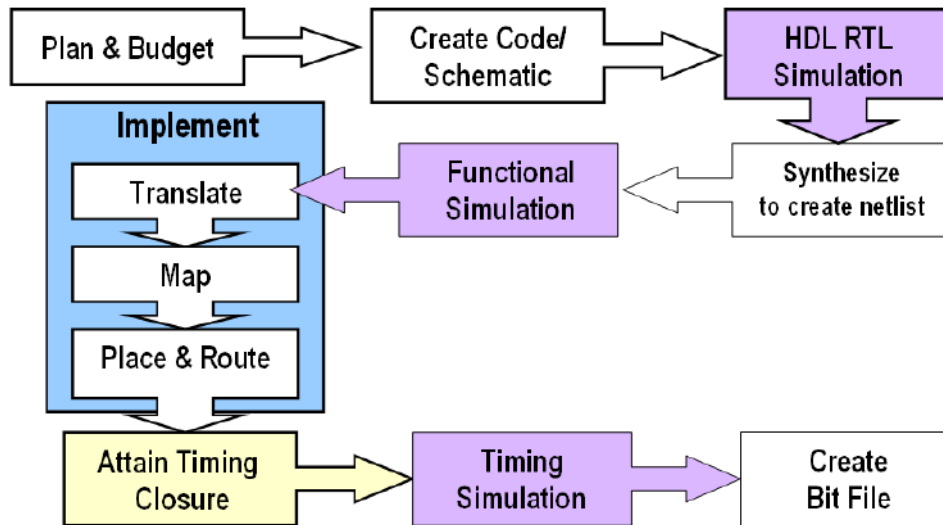 Plan & Budget
Create Code/
Schematic
HDL RTL
Simulation
Implement
Translate
Map
Place & Route
Functional
Simulation
Synthesize
to create netlist
Attain Timing
Closure
Timing
Simulation
Create
Bit File